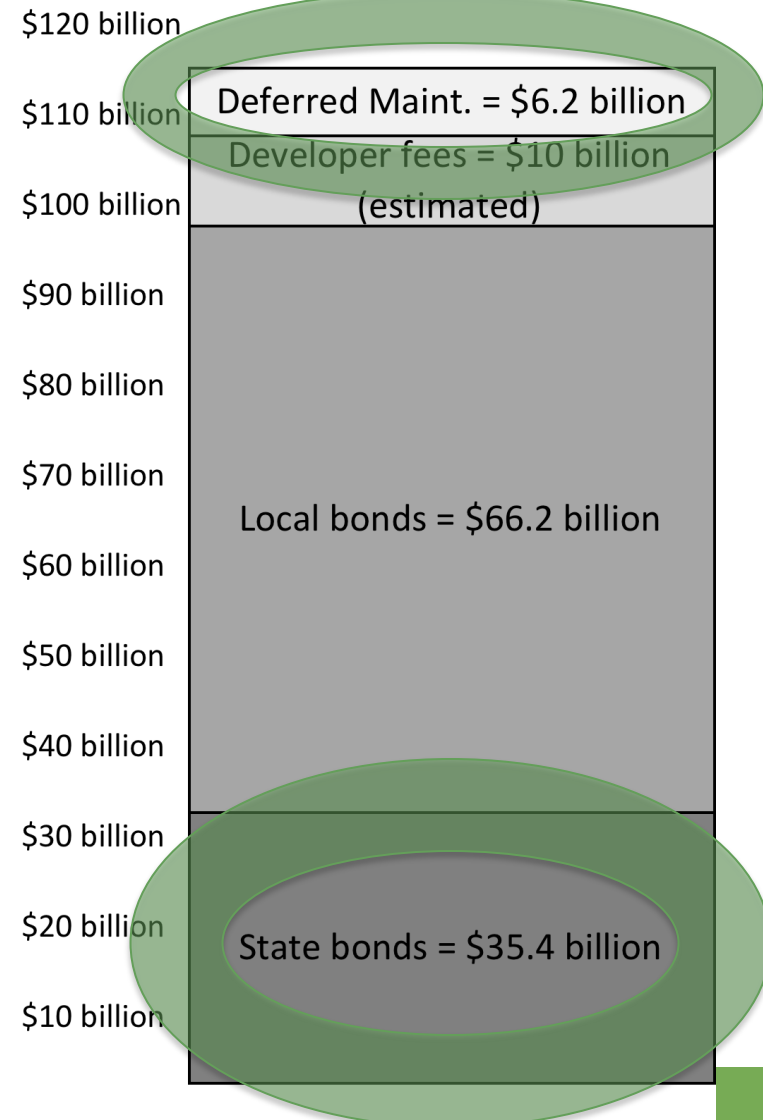 $120 billion
Deferred Maint. = $6.2 billion
$110 billion
Developer fees = $10 billion
(estimated)
$100 billion
$90 billion
$80 billion
$70 billion
Local bonds = $66.2 billion
$60 billion
$50 billion
$40 billion
$30 billion
$20 billion
State bonds = $35.4 billion
$10 billion